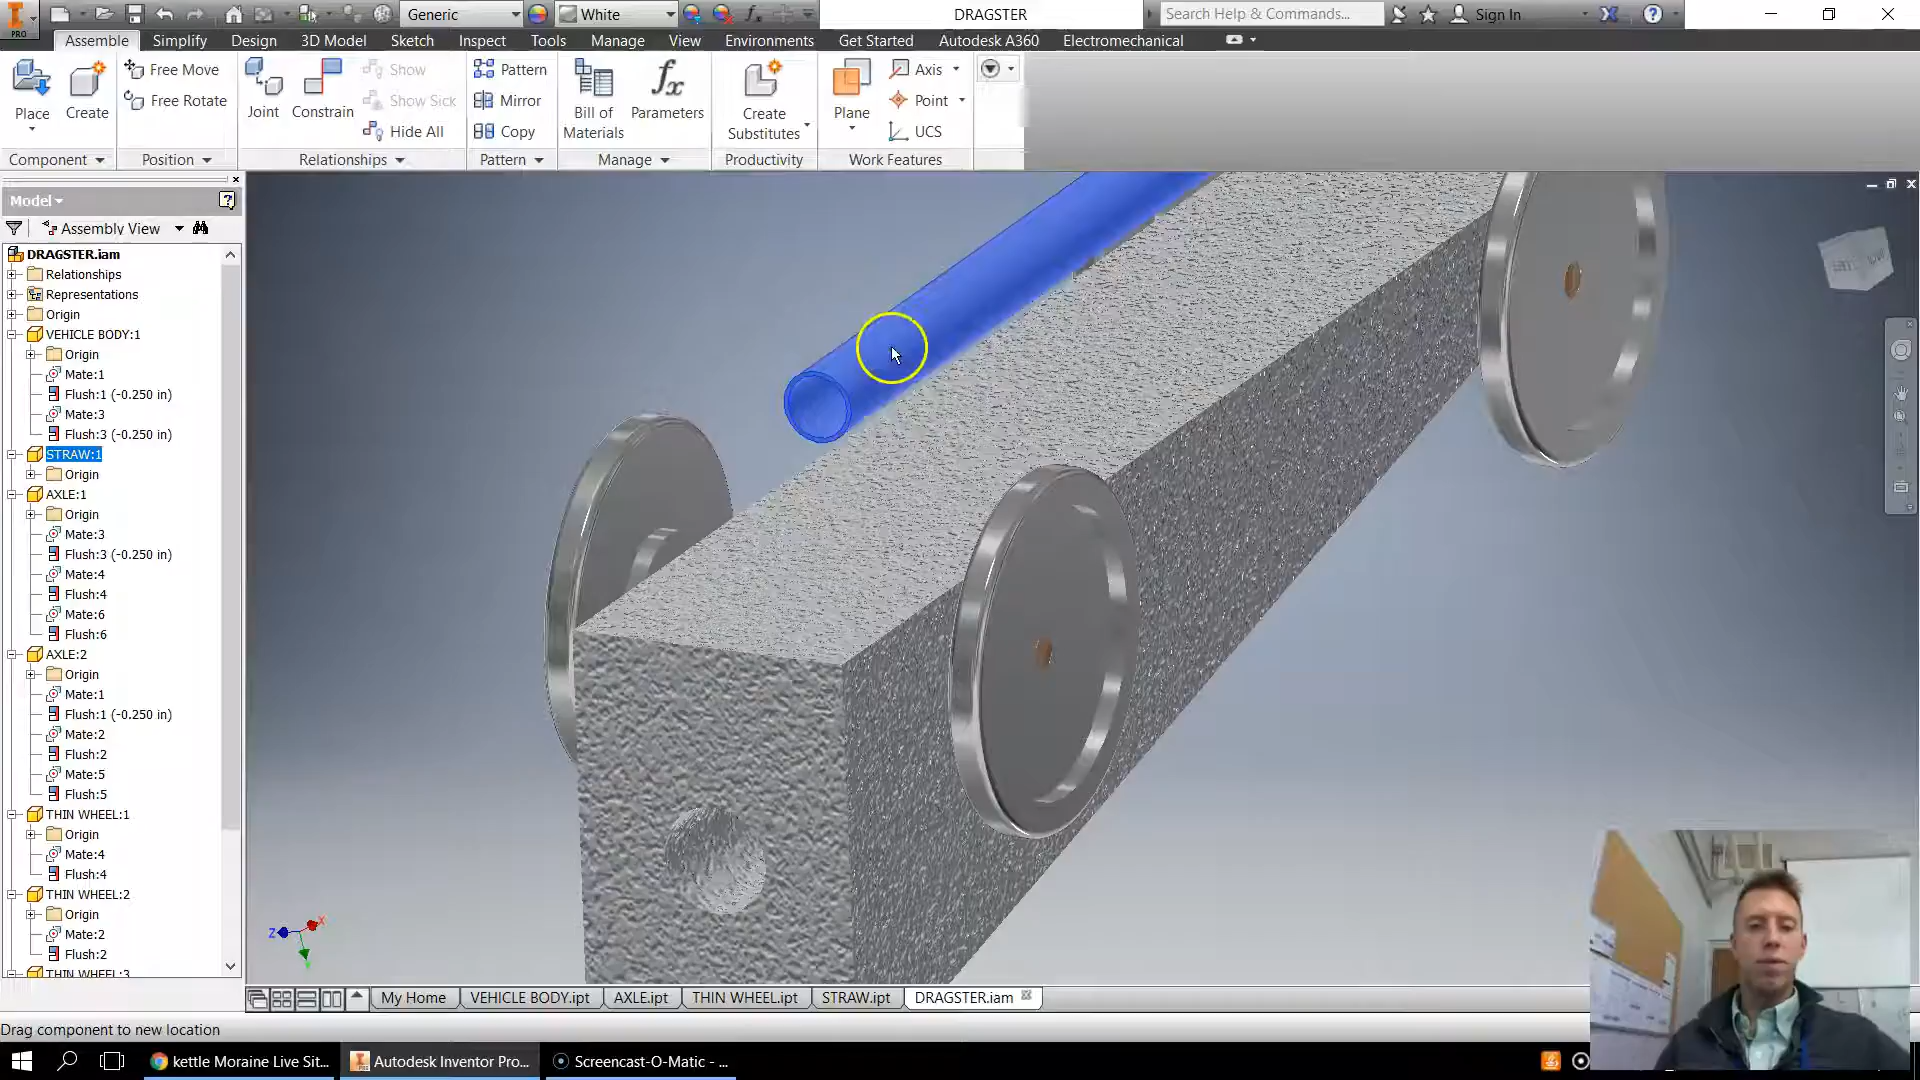 PRO
Generic
White
fx
DRAGSTER
Search Help & Commands...
Sign In
Assemble
Simplify
Design
3D Model
Sketch
Inspect
Tools
Manage
View
Environments
Get Started
Autodesk A360
Electromechanical
Place
Create
Free Move
Free Rotate
Joint
Constrain
Show
Show Sick
Hide All
Pattern
Mirror
Copy
Bill of
Materials
fx
Parameters
Create
Substitutes
Plane
Axis
Point
UCS
Component
Position
Relationships
Pattern
Manage
Productivity
Work Features
Model
Assembly View
DRAGSTER.iam
Relationships
Representations
Origin
VEHICLE BODY:1
Origin
Mate:1
Flush:1 (-0.250 in)
Mate:3
Flush:3 (-0.250 in)
STRAW:1
Origin
AXLE:1
Origin
Mate:3
Flush:3 (-0.250 in)
Mate:4
Flush:4
Mate:6
Flush:6
AXLE:2
Origin
Mate:1
Flush:1 (-0.250 in)
Mate:2
Flush:2
Mate:5
Flush:5
THIN WHEEL:1
Origin
Mate:4
Flush:4
THIN WHEEL:2
Origin
Mate:2
Flush:2
THIN WHEEL:3
Z
X
My Home
VEHICLE BODY.ipt
AXLE.ipt
THIN WHEEL.ipt
STRAW.ipt
DRAGSTER.iam
Drag component to new location
kettle Moraine Live Sit...
Autodesk Inventor Pro...
Screencast-O-Matic - ...